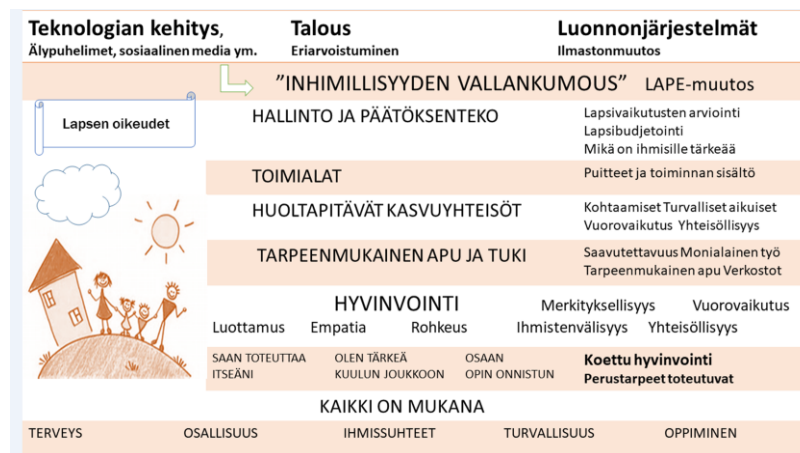 Teknologian kehitys, Talous Luonnonjärjestelmät
Älypuhelimet, sosiaalinen media ym. Eriarvoistuminen Ilmastonmuutos
”INHIMILLISYYDEN VALLANKUMOUS” LAPE-muutos
Lapsen oikeudet
HALLINTO JA PÄÄTÖKSENTEKO
Lapsivaikutusten arviointi
Lapsibudjetointi
Mikä on ihmisille tärkeää
TOIMIALAT
Puitteet ja toiminnan sisältö
HUOLTAPITÄVÄT KASVUYHTEISÖT
Kohtaamiset Turvalliset aikuiset
Vuorovaikutus Yhteisöllisyys
TARPEENMUKAINEN APU JA TUKI
Saavutettavuus Monialainen työ
Tarpeenmukainen apu Verkostot
HYVINVOINTI Merkityksellisyys Vuorovaikutus
Luottamus Empatia Rohkeus Ihmistenvälisyys Yhteisöllisyys
SAAN TOTEUTTAA OLEN TÄRKEÄ OSAAN Koettu hyvinvointi
ITSEÄNI KUULUN JOUKKOON OPIN ONNISTUN Perustarpeet toteutuvat
KAIKKI ON MUKANA
TERVEYS OSALLISUUS IHMISSUHTEET TURVALLISUUS OPPIMINEN